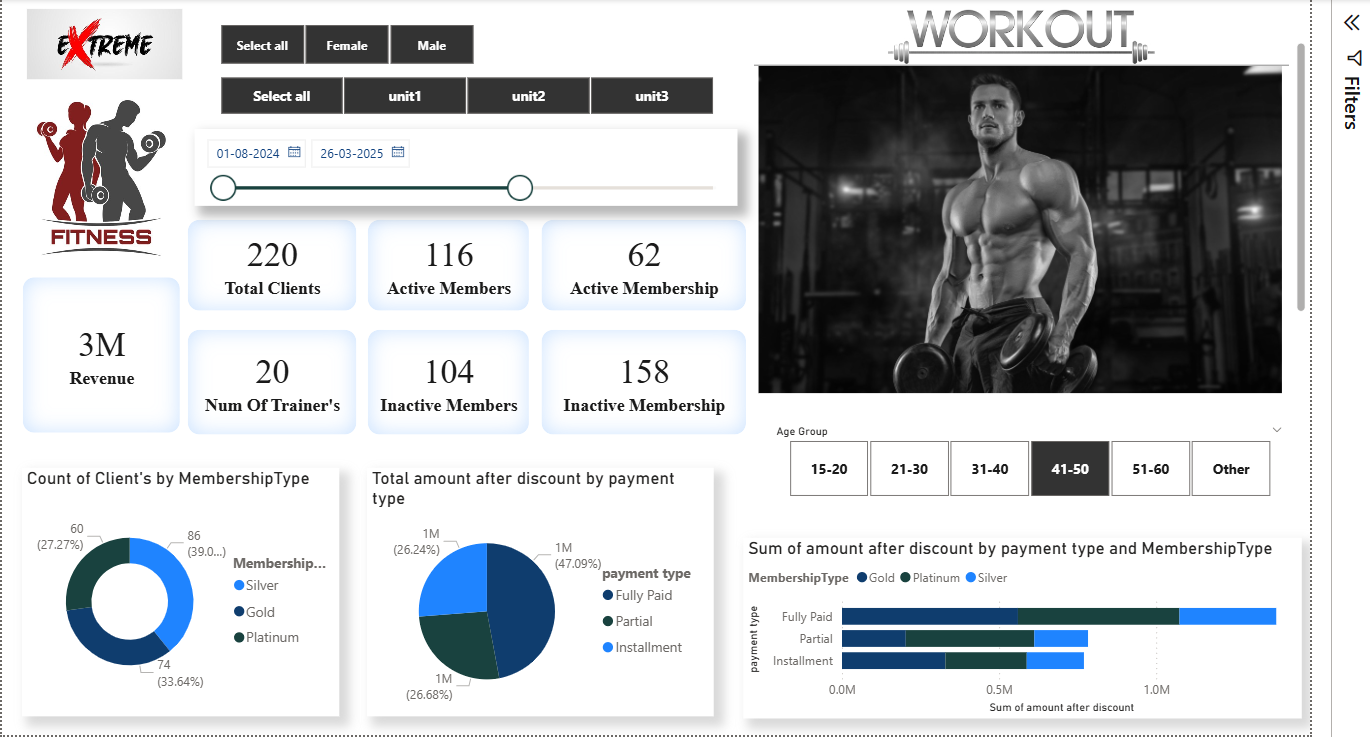 EXTREME
FITNESS
Select all Female Male
Select all unit1 unit2 unit3
01-08-2024 26-03-2025
WORKOUT
Filters
220
Total Clients
116
Active Members
62
Active Membership
3M
Revenue
20
Num Of Trainer's
104
Inactive Members
158
Inactive Membership
Age Group
15-20 21-30 31-40 41-50 51-60 Other
Count of Client's by MembershipType
60
(27.27%)
86
(39.0...)
74
(33.64%)
Membership...
Silver
Gold
Platinum
Total amount after discount by payment
type
1M
(26.24%)
1M
(47.09%)
1M
(26.68%)
payment type
Fully Paid
Partial
Installment
Sum of amount after discount by payment type and MembershipType
MembershipType Gold Platinum Silver
payment type
Fully Paid
Partial
Installment
0.0M 0.5M 1.0M
Sum of amount after discount